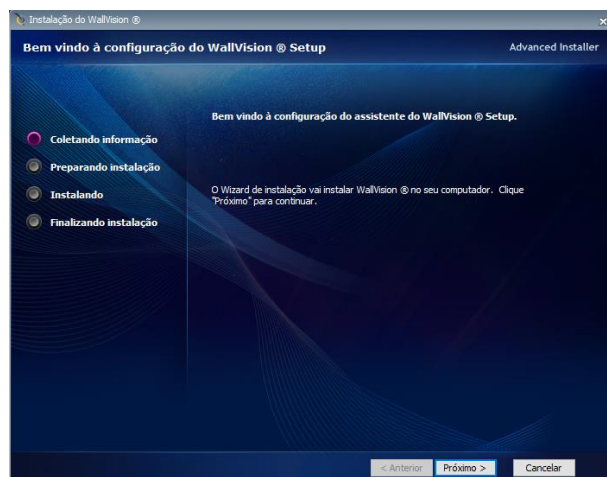 Instalação do WallVision ®
Bem vindo à configuração do WallVision ® Setup
Advanced Installer
Bem vindo à configuração do assistente do WallVision ® Setup.
Coletando informação
Preparando instalação
Instalando
Finalizando instalação
O Wizard de instalação vai instalar WallVision ® no seu computador. Clique
"Próximo" para continuar.
< Anterior
Próximo >
Cancelar